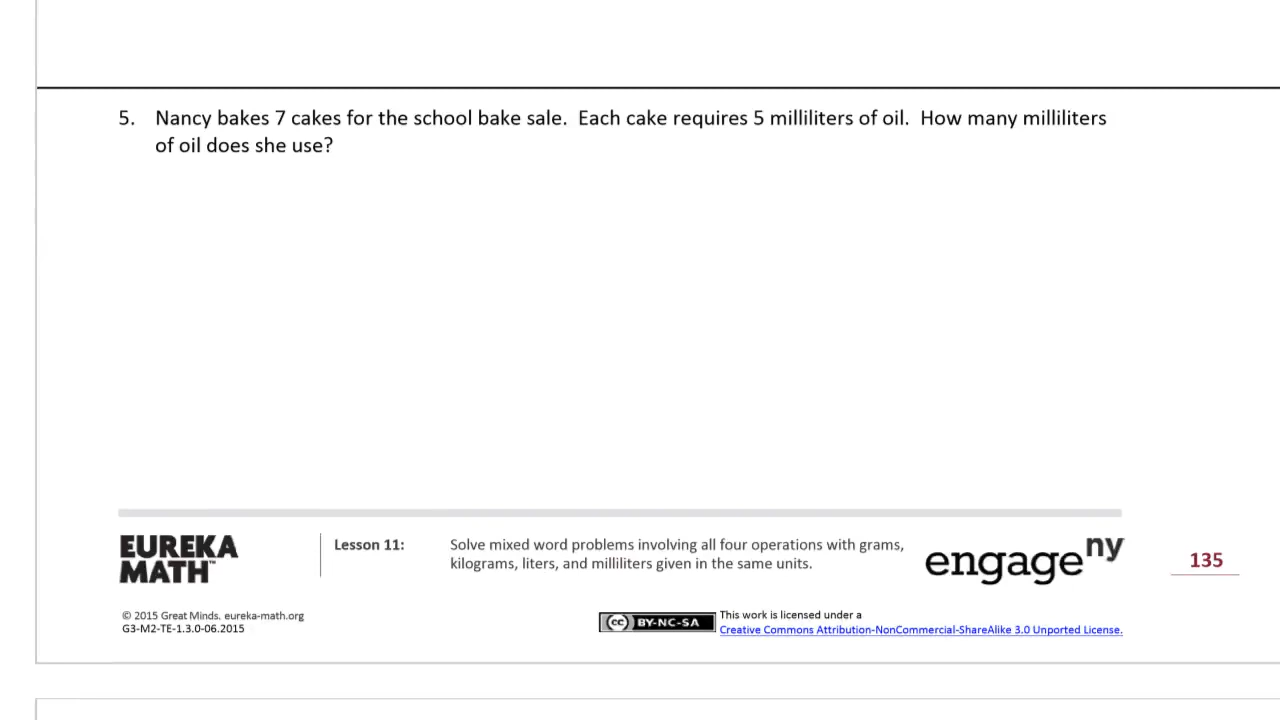 5. Nancy bakes 7 cakes for the school bake sale. Each cake requires 5 milliliters of oil. How many milliliters
of oil does she use?
EUREKA
MATH™
Lesson 11:
Solve mixed word problems involving all four operations with grams,
kilograms, liters, and milliliters given in the same units.
engage ny
135
© 2015 Great Minds. eureka-math.org
G3-M2-TE-1.3.0-06.2015
cc BY-NC-SA
This work is licensed under a
Creative Commons Attribution-NonCommercial-ShareAlike 3.0 Unported License.